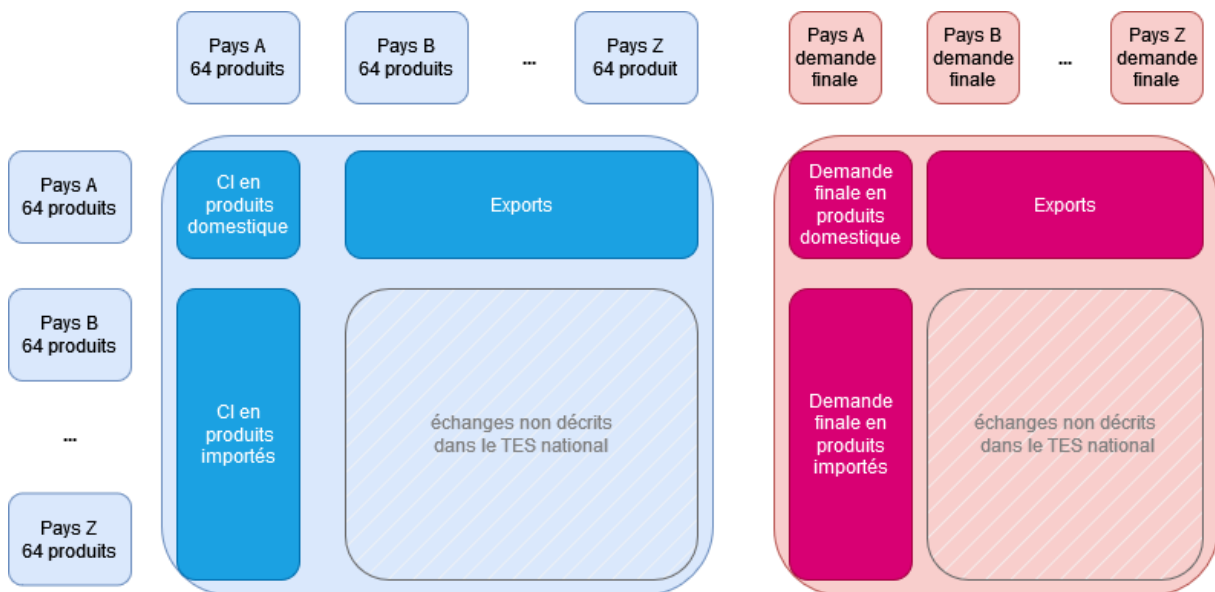 Pays A
64 produits
Pays B
64 produits
...
Pays Z
64 produit
Pays A
demande
finale
Pays B
demande
finale
...
Pays Z
demande
finale
Pays A
64 produits
CI en
produits
domestique
Exports
Demande
finale en
produits
domestique
Exports
Pays B
64 produits
...
Pays Z
64 produits
CI en
produits
importés
échanges non décrits
dans le TES national
Demande
finale en
produits
importés
échanges non décrits
dans le TES national